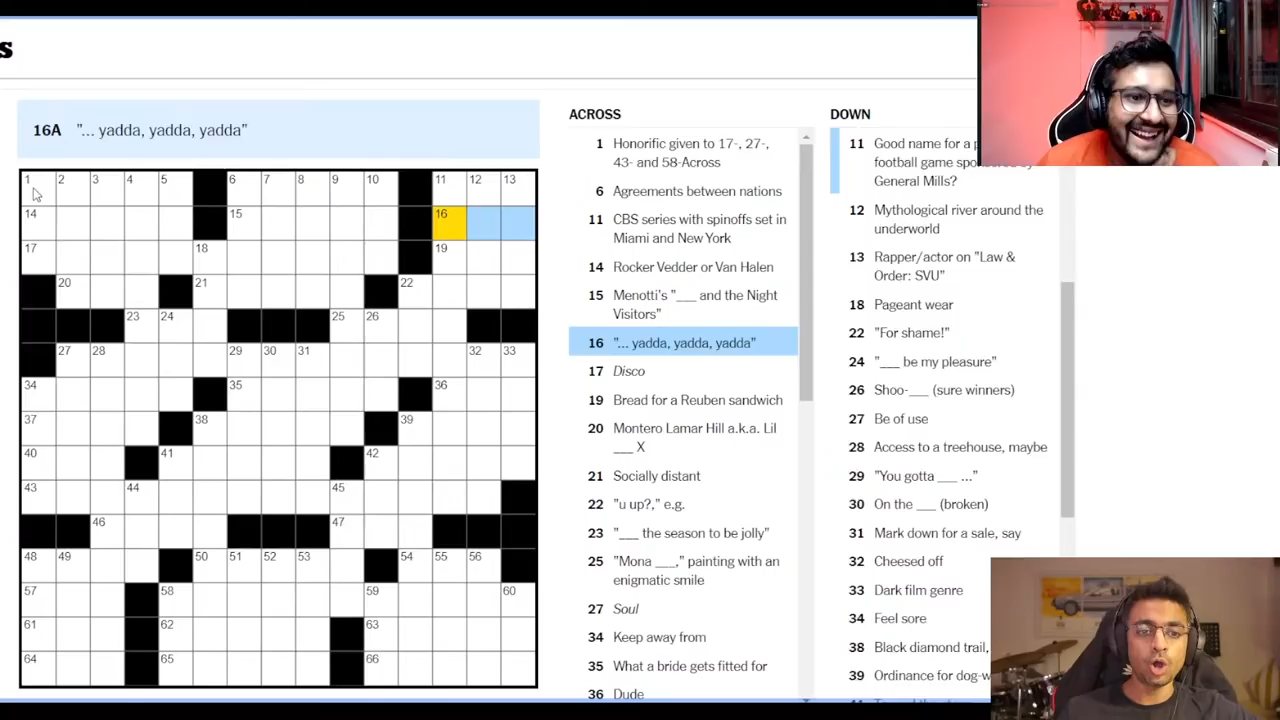 s
16A "... yadda, yadda, yadda"
1 2 3 4 5 6 7 8 9 10 11 12 13
14 15 16
17 18 19
20 21 22
23 24 25 26
27 28 29 30 31 32 33
34 35 36
37 38 39
40 41 42
43 44 45
46 47
48 49 50 51 52 53 54 55 56
57 58 59 60
61 62 63
64 65 66
ACROSS
1 Honorific given to 17-, 27-,
43- and 58-Across
6 Agreements between nations
11 CBS series with spinoffs set in
Miami and New York
14 Rocker Vedder or Van Halen
15 Menotti's "___ and the Night
Visitors"
16 "... yadda, yadda, yadda"
17 Disco
19 Bread for a Reuben sandwich
20 Montero Lamar Hill a.k.a. Lil
___ X
21 Socially distant
22 "u up?," e.g.
23 "___ the season to be jolly"
25 "Mona ___," painting with an
enigmatic smile
27 Soul
34 Keep away from
35 What a bride gets fitted for
36 Dude
DOWN
11 Good name for a
football game
General Mills?
12 Mythological river around the
underworld
13 Rapper/actor on "Law &
Order: SVU"
18 Pageant wear
22 "For shame!"
24 "___ be my pleasure"
26 Shoo-___ (sure winners)
27 Be of use
28 Access to a treehouse, maybe
29 "You gotta ___ ..."
30 On the ___ (broken)
31 Mark down for a sale, say
32 Cheesed off
33 Dark film genre
34 Feel sore
38 Black diamond trail,
39 Ordinance for